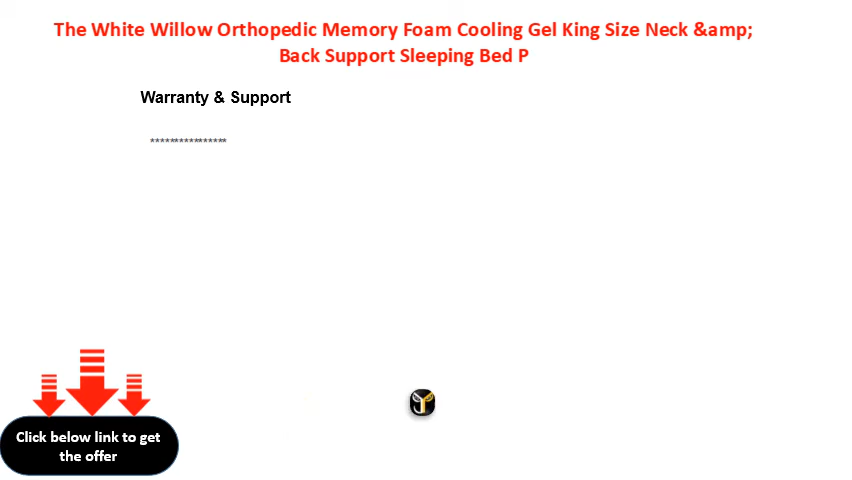 The White Willow Orthopedic Memory Foam Cooling Gel King Size Neck &amp;
Back Support Sleeping Bed P
Warranty & Support
****************
Click below link to get
the offer